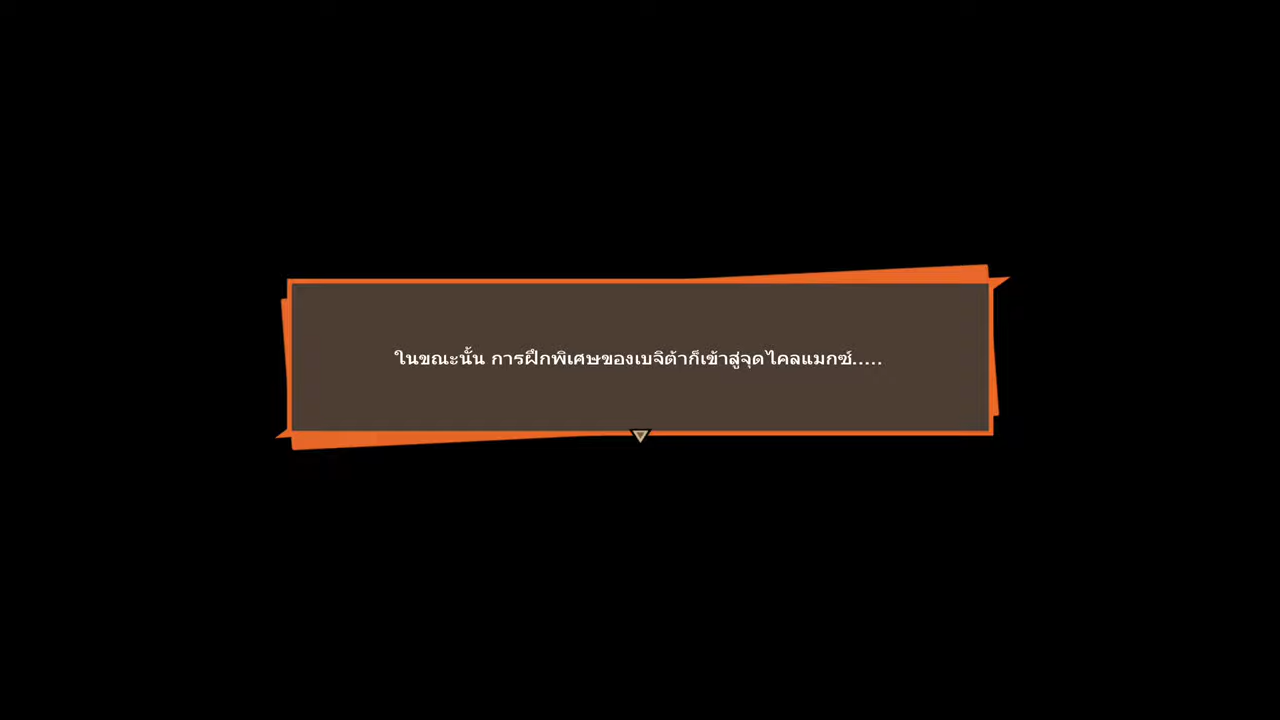 ในขณะนั้น การฝึกพิเศษของเบจิต้าก็เข้าสู่จุดไคลแมกซ์.....